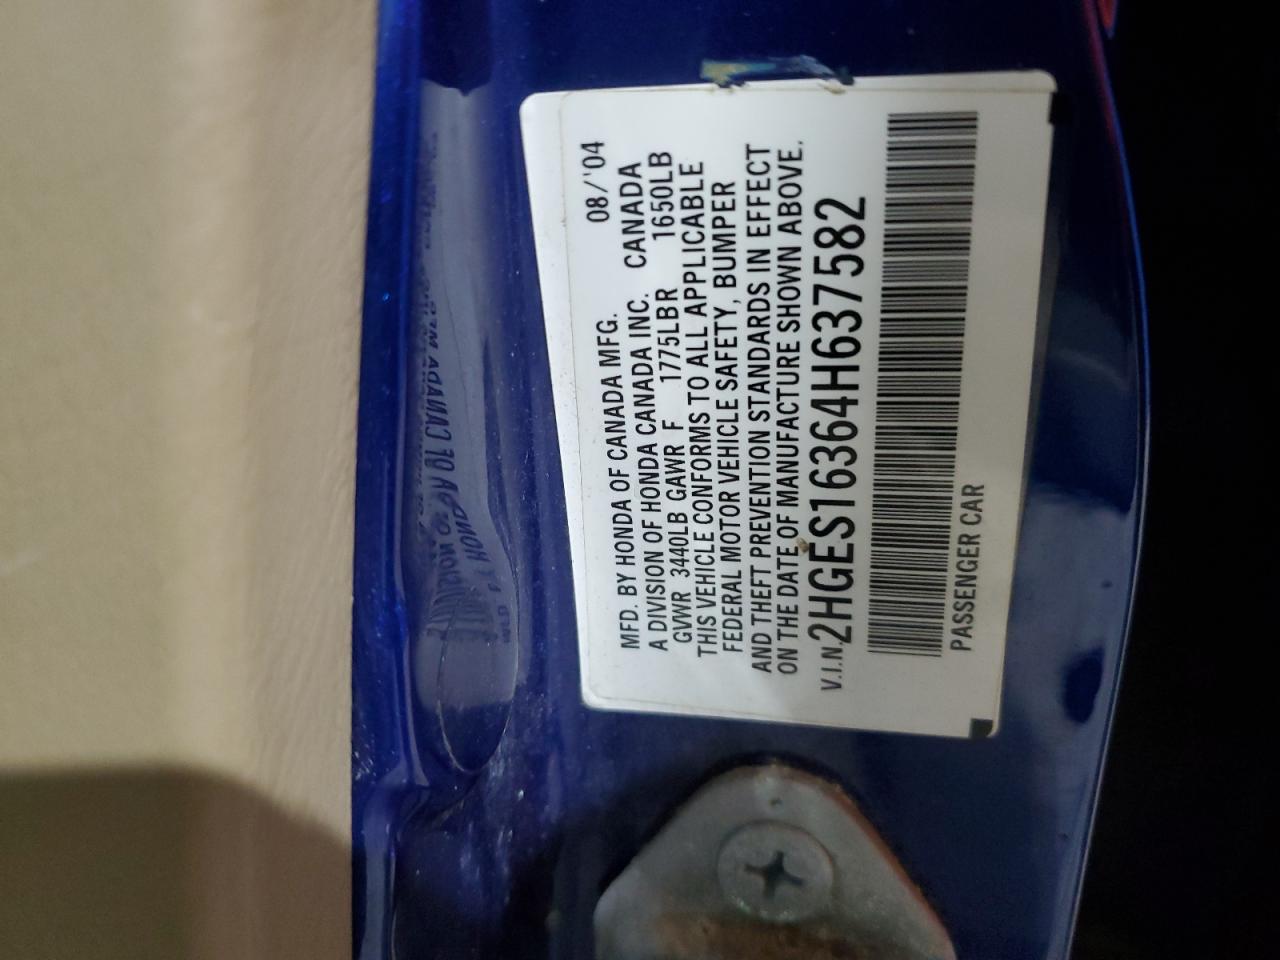 MFD. BY HONDA OF CANADA MFG. 08/'04
A DIVISION OF HONDA CANADA INC. CANADA
GVWR 3440LB GAWR F 1775LBR 1650LB
THIS VEHICLE CONFORMS TO ALL APPLICABLE
FEDERAL MOTOR VEHICLE SAFETY, BUMPER
AND THEFT PREVENTION STANDARDS IN EFFECT
ON THE DATE OF MANUFACTURE SHOWN ABOVE.
V.I.N. 2HGES16364H637582
PASSENGER CAR